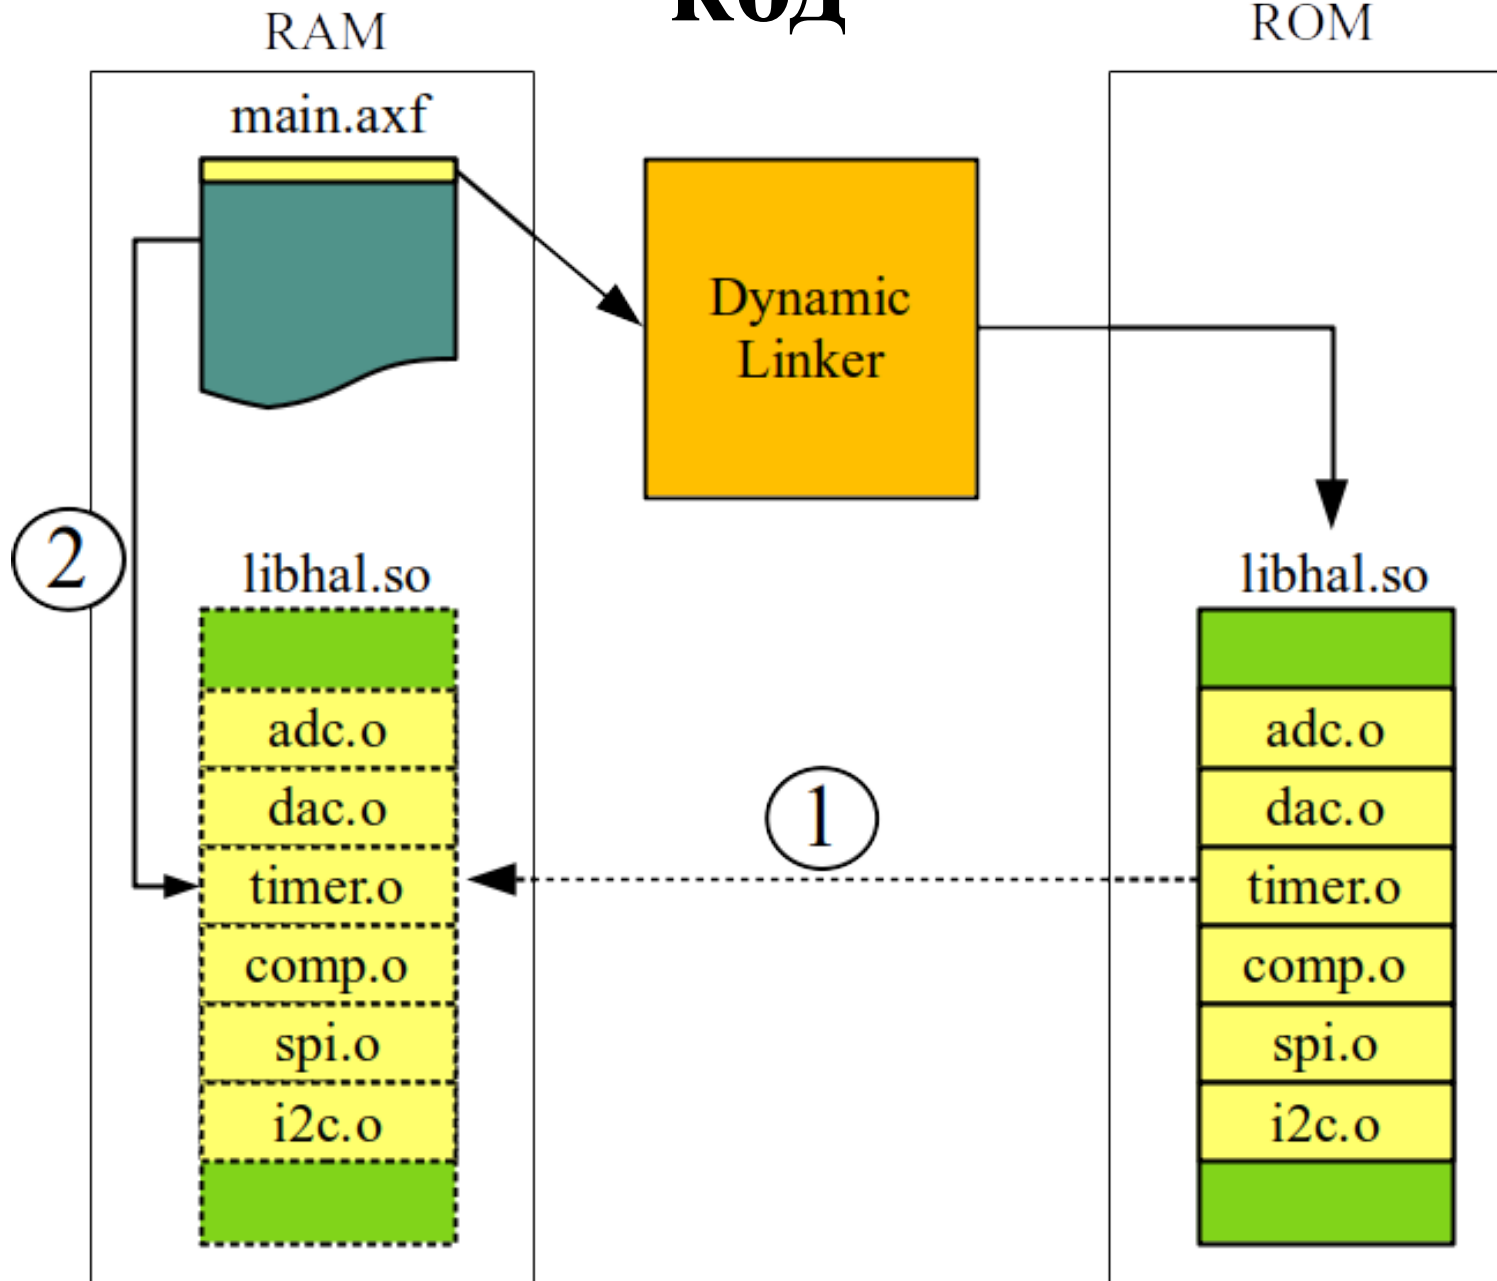 код
RAM
ROM
main.axf
Dynamic
Linker
2
libhal.so
libhal.so
adc.o
adc.o
dac.o
dac.o
1
timer.o
timer.o
comp.o
comp.o
spi.o
spi.o
i2c.o
i2c.o